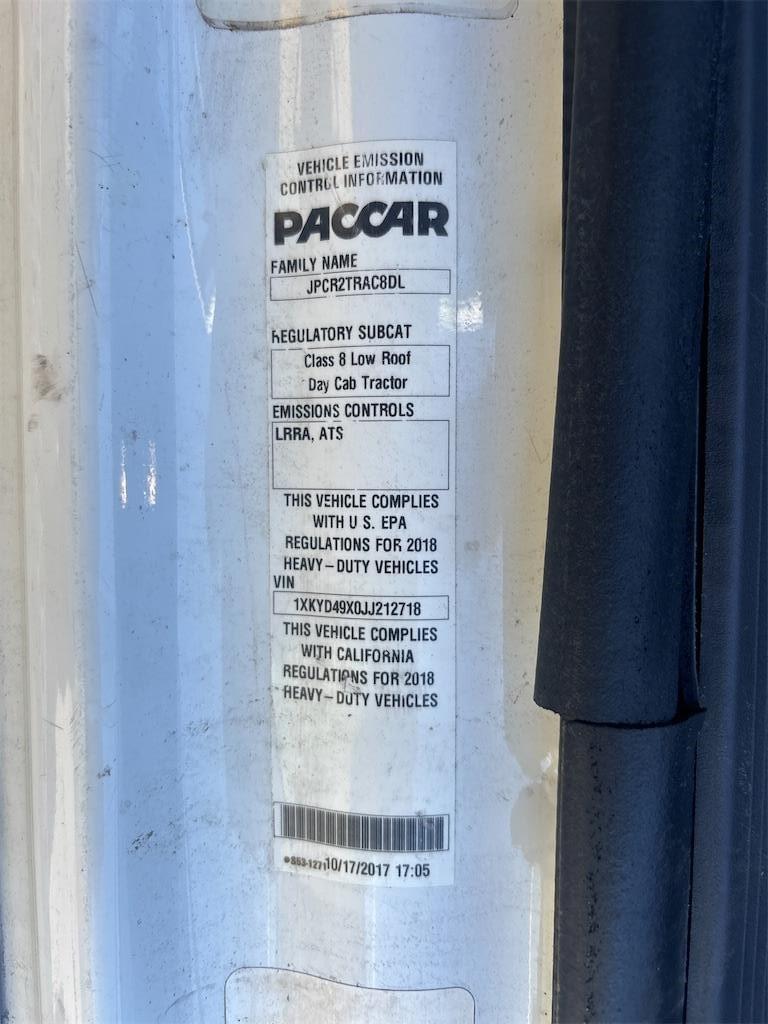 VEHICLE EMISSION
CONTROL INFORMATION
PACCAR
FAMILY NAME
JPCR2TRAC8DL
REGULATORY SUBCAT
Class 8 Low Roof
Day Cab Tractor
EMISSIONS CONTROLS
LRRA, ATS
THIS VEHICLE COMPLIES
WITH U S. EPA
REGULATIONS FOR 2018
HEAVY-DUTY VEHICLES
VIN
1XKYD49X0JJ212718
THIS VEHICLE COMPLIES
WITH CALIFORNIA
REGULATIONS FOR 2018
HEAVY-DUTY VEHICLES
10/17/2017 17:05